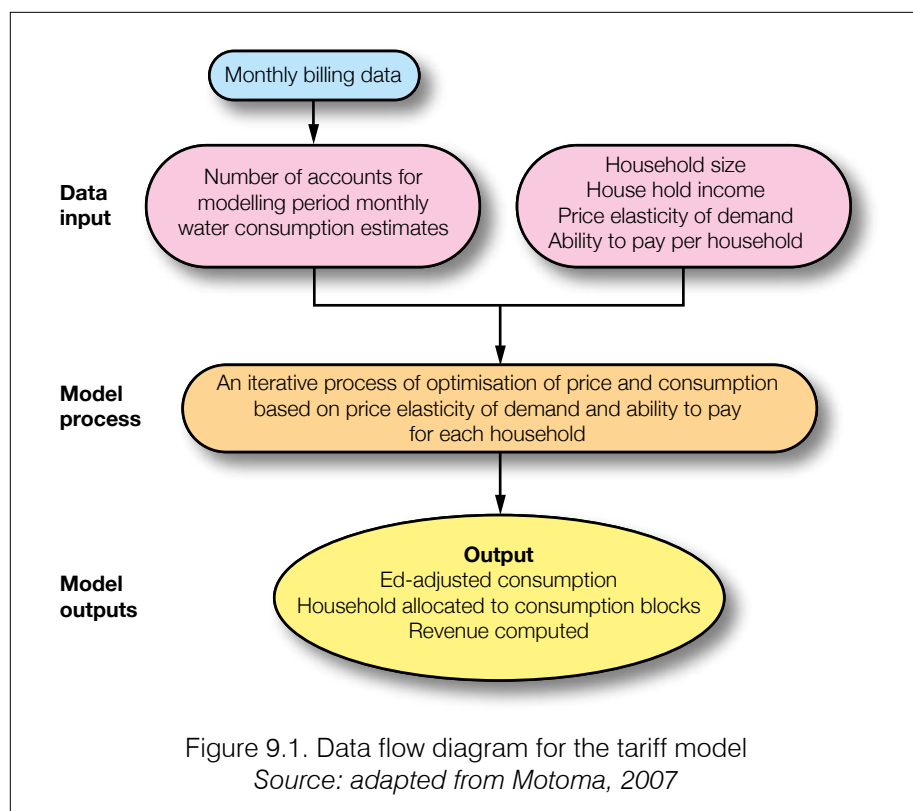 Monthly billing data
Data
input
Number of accounts for
modelling period monthly
water consumption estimates
Household size
House hold income
Price elasticity of demand
Ability to pay per household
Model
process
An iterative process of optimisation of price and consumption
based on price elasticity of demand and ability to pay
for each household
Model
outputs
Output
Ed-adjusted consumption
Household allocated to consumption blocks
Revenue computed
Figure 9.1. Data flow diagram for the tariff model
Source: adapted from Motoma, 2007